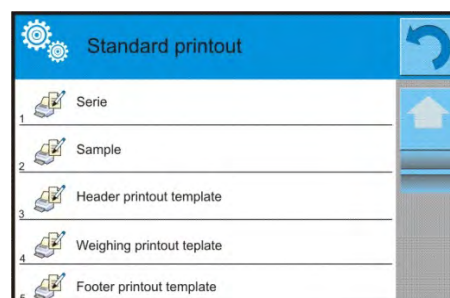 Standard printout
1 Serie
2 Sample
3 Header printout template
4 Weighing printout teplate
5 Footer printout template